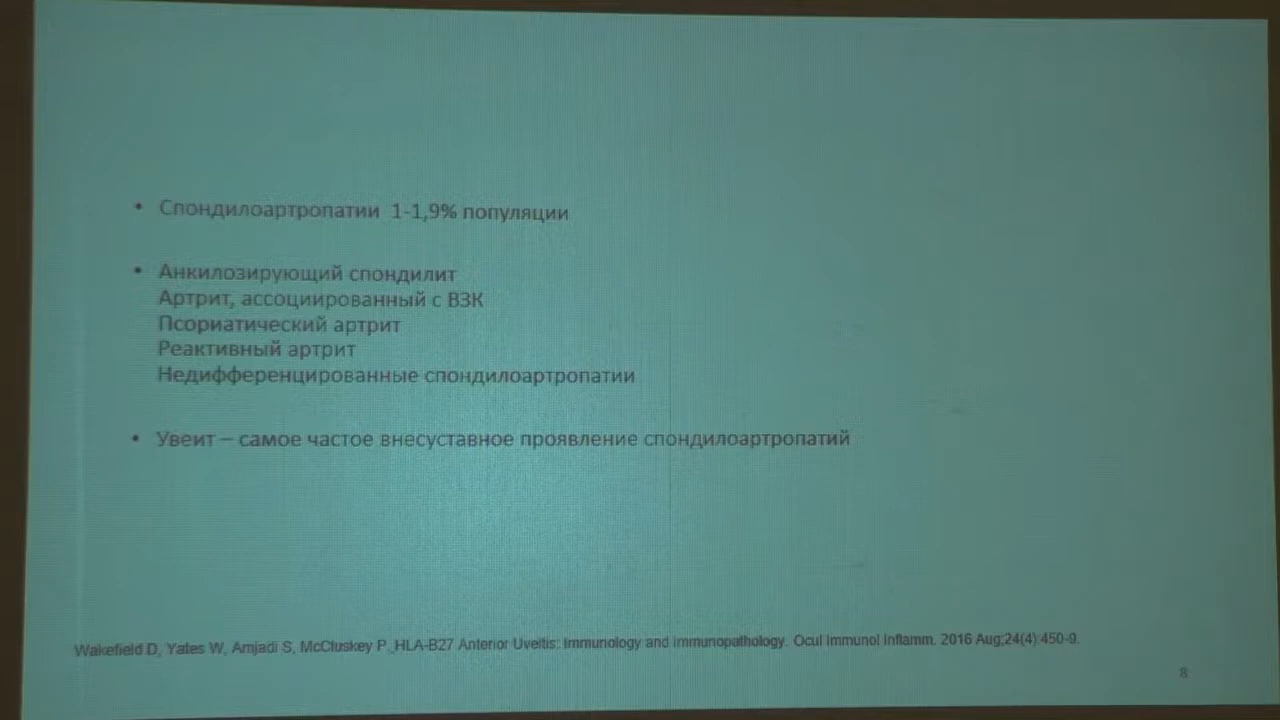 • Спондилоартропатии 1-1,9% популяции
• Анкилозирующий спондилит
Артрит, ассоциированный с ВЗК
Псориатический артрит
Реактивный артрит
Недифференцированные спондилоартропатии
• Увеит – самое частое внесуставное проявление спондилоартропатий
Wakefield D, Yates W, Amjadi S, McCluskey P. HLA-B27 Anterior Uveitis: Immunology and Immunopathology. Ocul Immunol Inflamm. 2016 Aug;24(4):450-9.
8